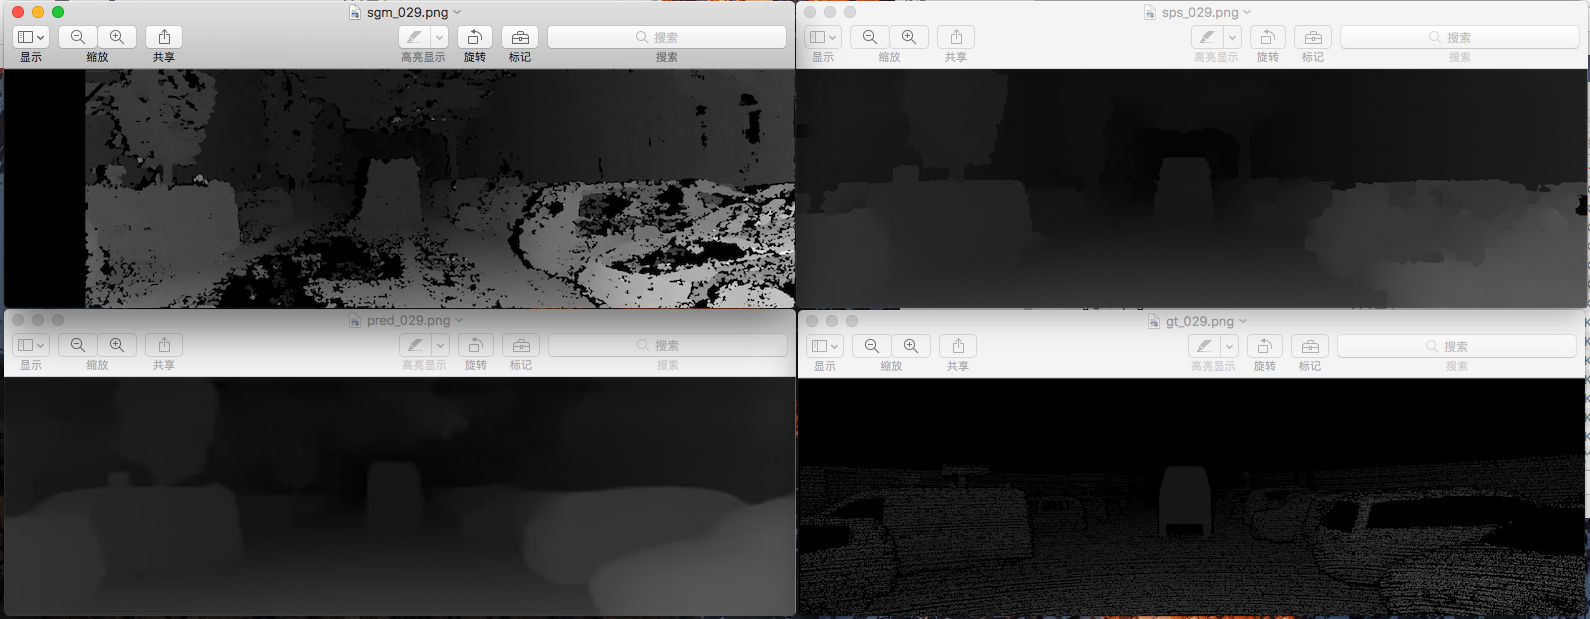 sgm_029.png
显示
缩放
共享
高亮显示
旋转
标记
搜索
搜索
sps_029.png
显示
缩放
共享
高亮显示
旋转
标记
搜索
搜索
pred_029.png
显示
缩放
共享
高亮显示
旋转
标记
搜索
搜索
gt_029.png
显示
缩放
共享
高亮显示
旋转
标记
搜索
搜索